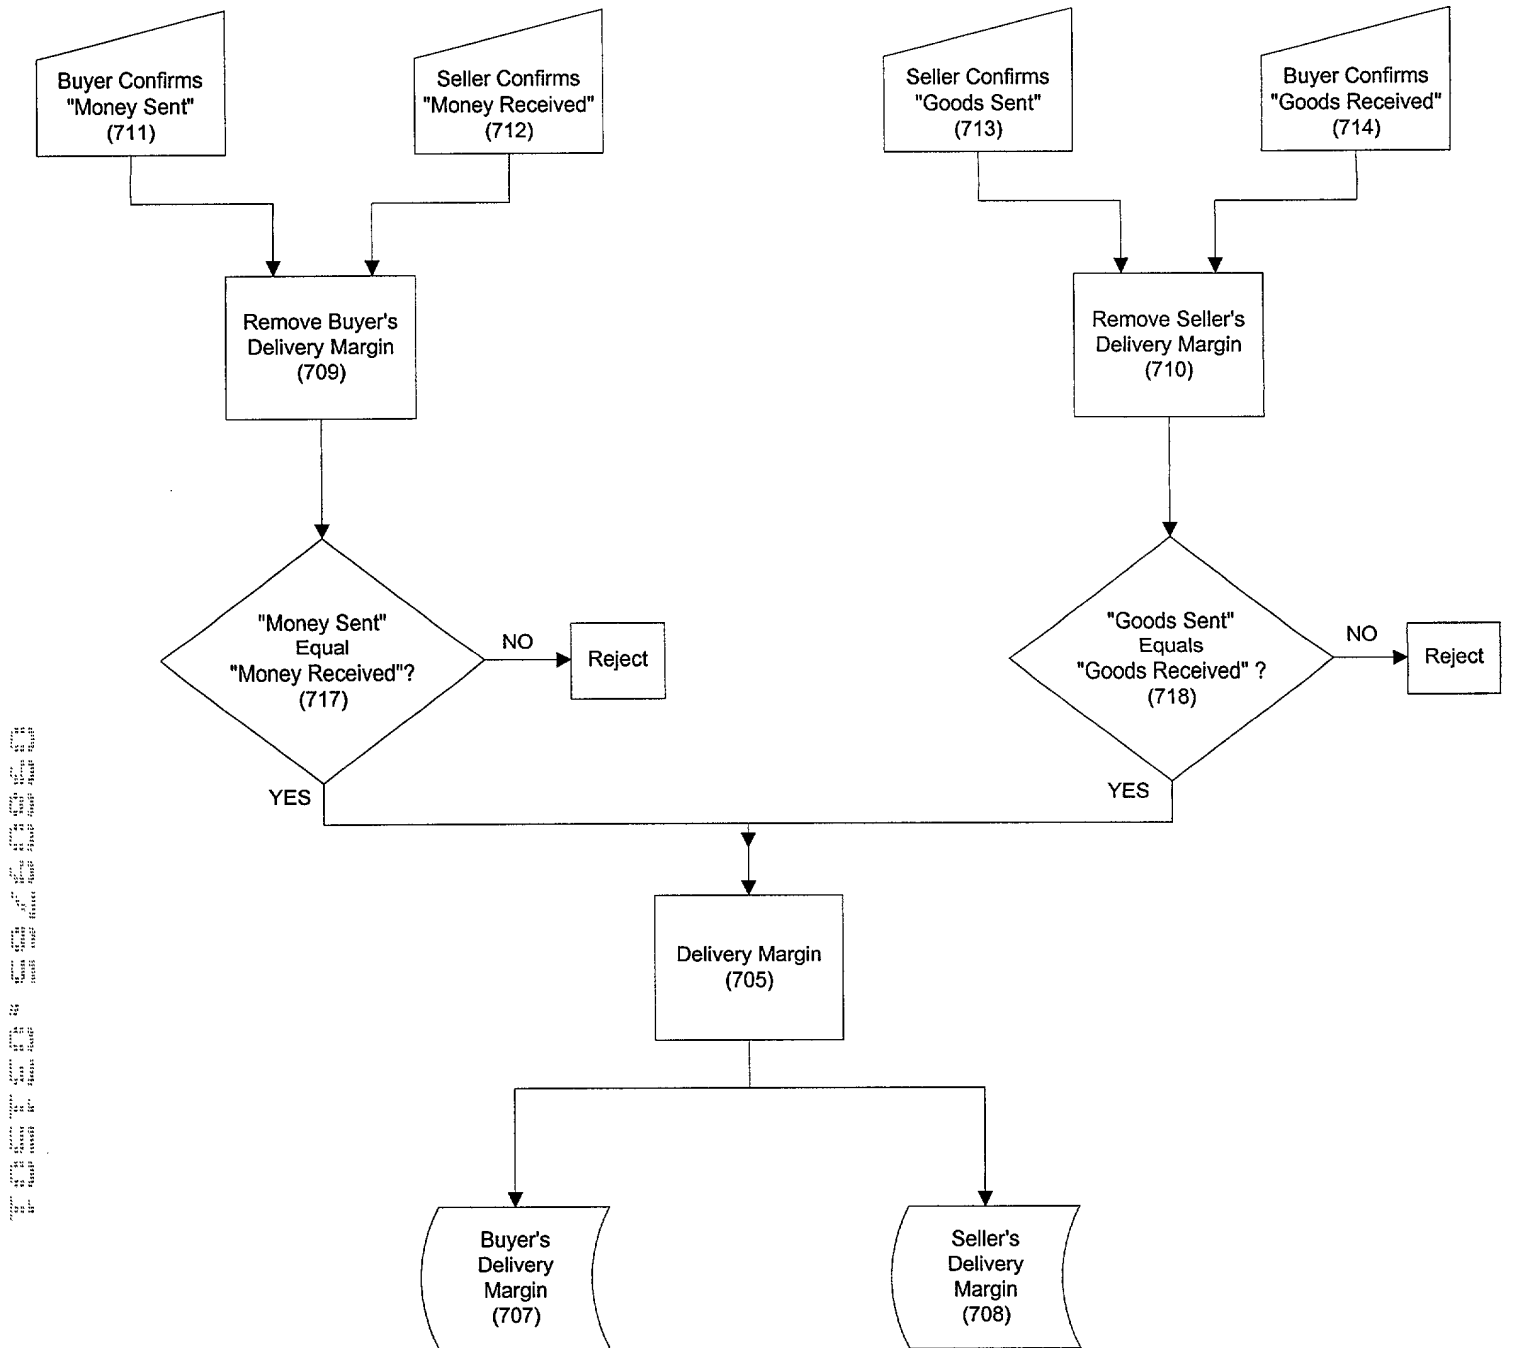 Buyer Confirms
"Money Sent"
(711)
Seller Confirms
"Money Received"
(712)
Seller Confirms
"Goods Sent"
(713)
Buyer Confirms
"Goods Received"
(714)
Remove Buyer's
Delivery Margin
(709)
Remove Seller's
Delivery Margin
(710)
"Money Sent"
Equal
"Money Received"?
(717)
NO
Reject
YES
"Goods Sent"
Equals
"Goods Received" ?
(718)
NO
Reject
YES
Delivery Margin
(705)
Buyer's
Delivery
Margin
(707)
Seller's
Delivery
Margin
(708)